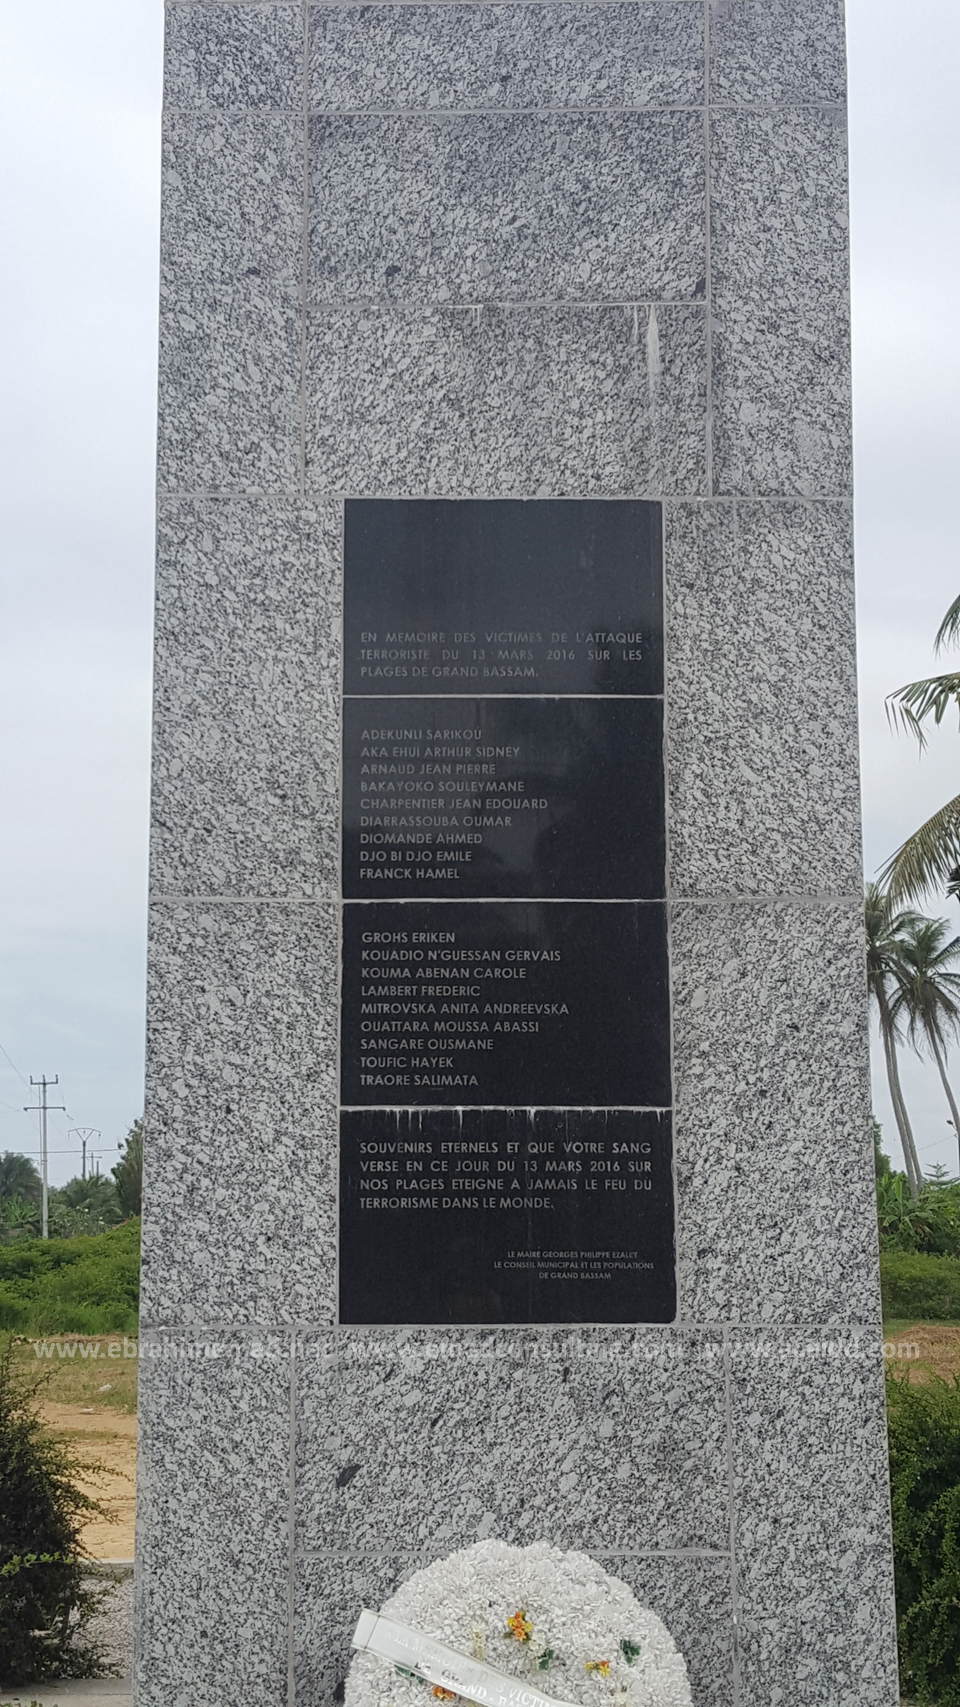 EN MEMOIRE DES VICTIMES DE L'ATTAQUE
TERRORISTE DU 13 MARS 2016 SUR LES
PLAGES DE GRAND BASSAM.
ADEKUNLI SARIKOU
AKA EHUI ARTHUR SIDNEY
ARNAUD JEAN PIERRE
BAKAYOKO SOULEYMANE
CHARPENTIER JEAN EDOUARD
DIARRASSOUBA OUMAR
DIOMANDE AHMED
DJO BI DJO EMILE
FRANCK HAMEL
GROHS ERIKEN
KOUADIO N'GUESSAN GERVAIS
KOUMA ABENAN CAROLE
LAMBERT FREDERIC
MITROVSKA ANITA ANDREEVSKA
OUATTARA MOUSSA ABASSI
SANGARE OUSMANE
TOUFIC HAYEK
TRAORE SALIMATA
SOUVENIRS ETERNELS ET QUE VOTRE SANG
VERSE EN CE JOUR DU 13 MARS 2016 SUR
NOS PLAGES ETEIGNE A JAMAIS LE FEU DU
TERRORISME DANS LE MONDE.
LE MAIRE GEORGES PHILIPPE EZALEY
LE CONSEIL MUNICIPAL ET LES POPULATIONS
DE GRAND BASSAM